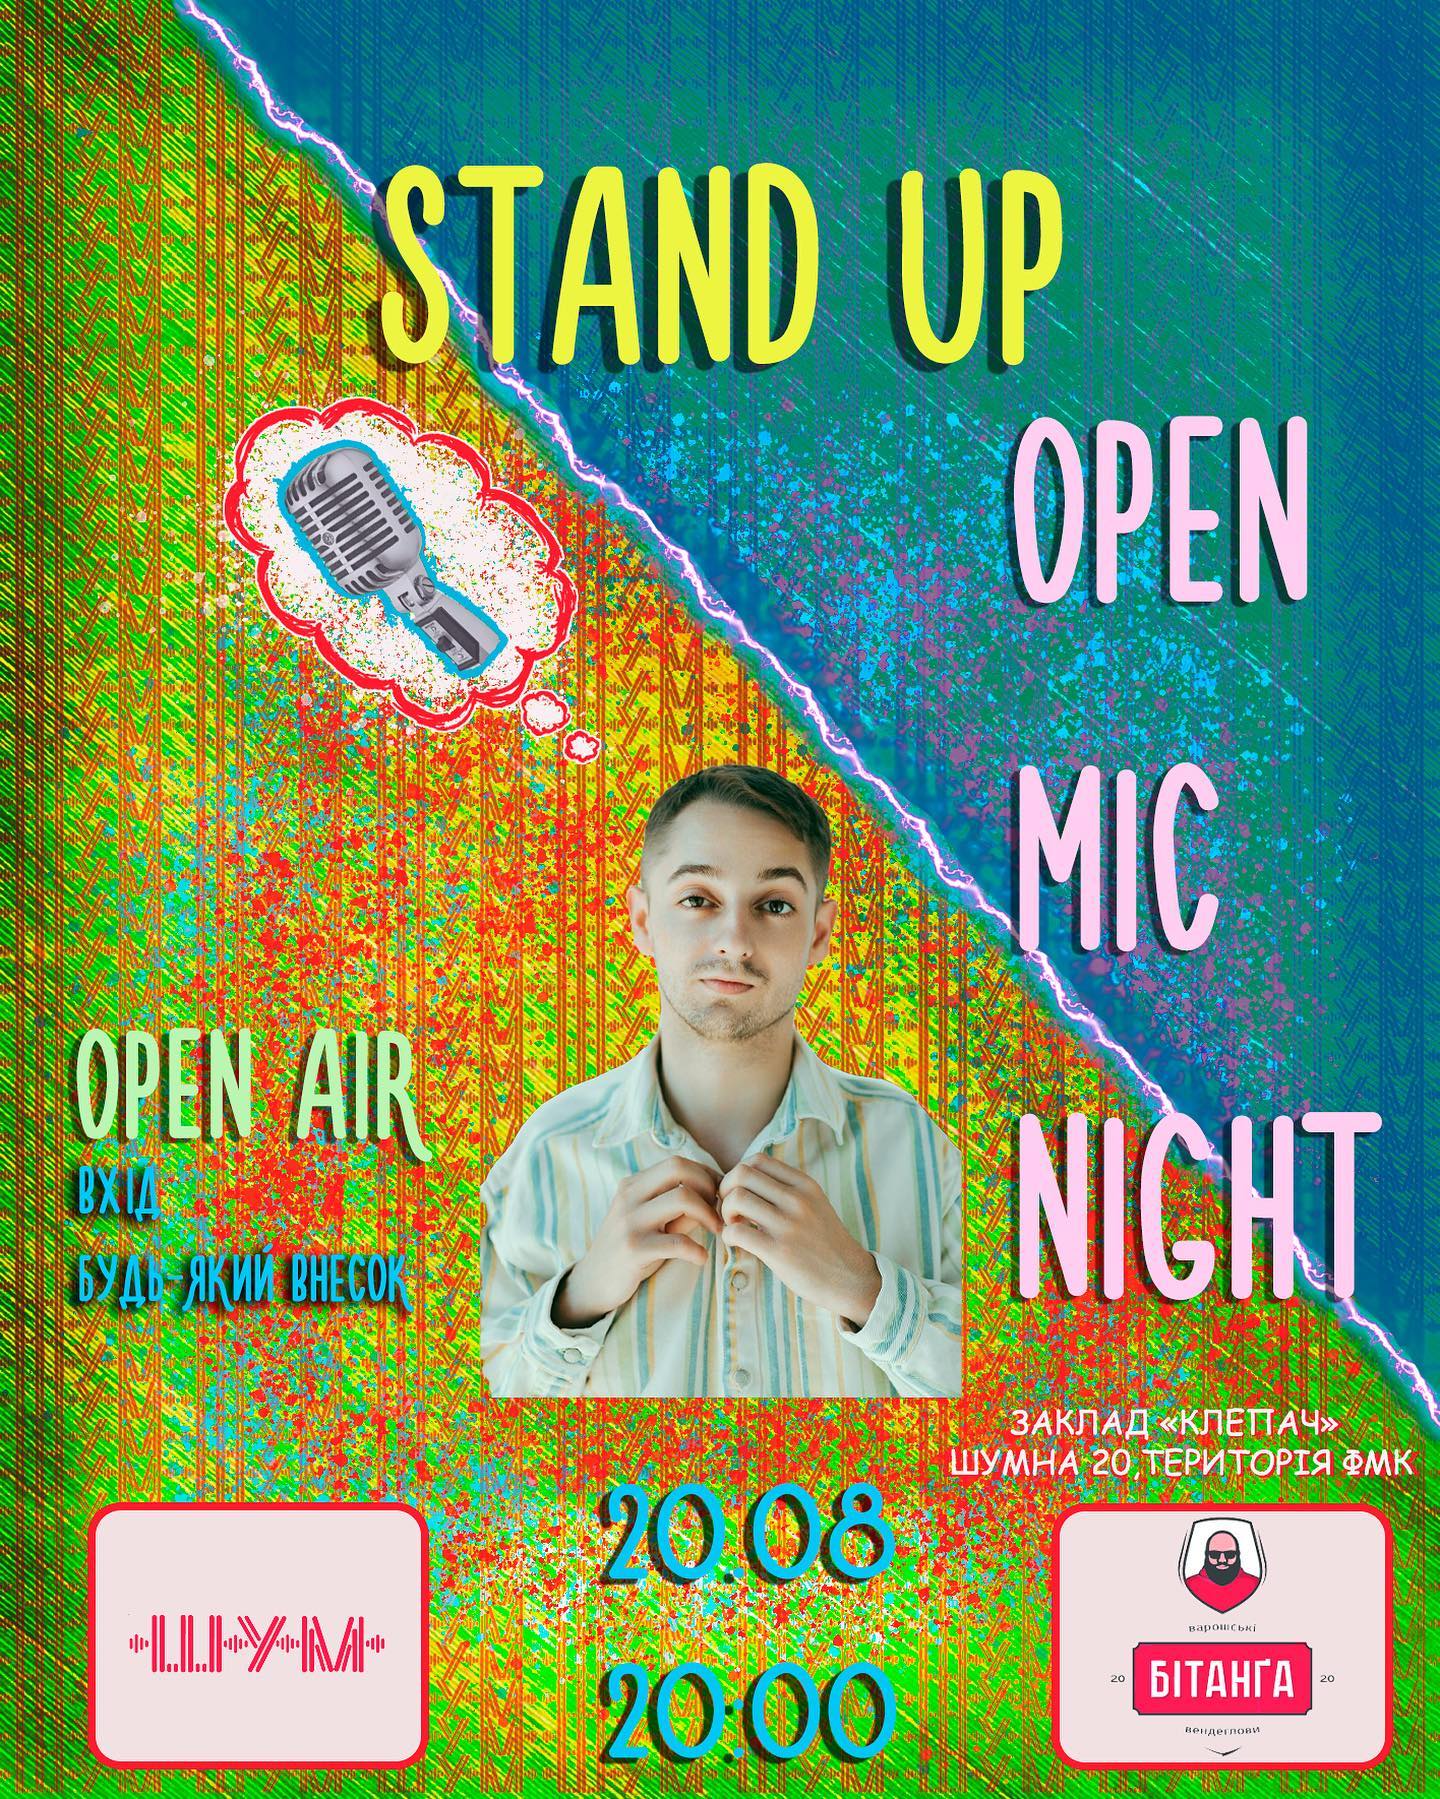 STAND UP
OPEN
MIC
NIGHT
OPEN AIR
ВХІД
БУДЬ-ЯКИЙ ВНЕСОК
ЗАКЛАД «КЛЕПАЧ»
ШУМНА 20,ТЕРИТОРІЯ ФМК
20.08
20:00
ШУМ
варошські
20 БІТАНҐА 20
вендеглови